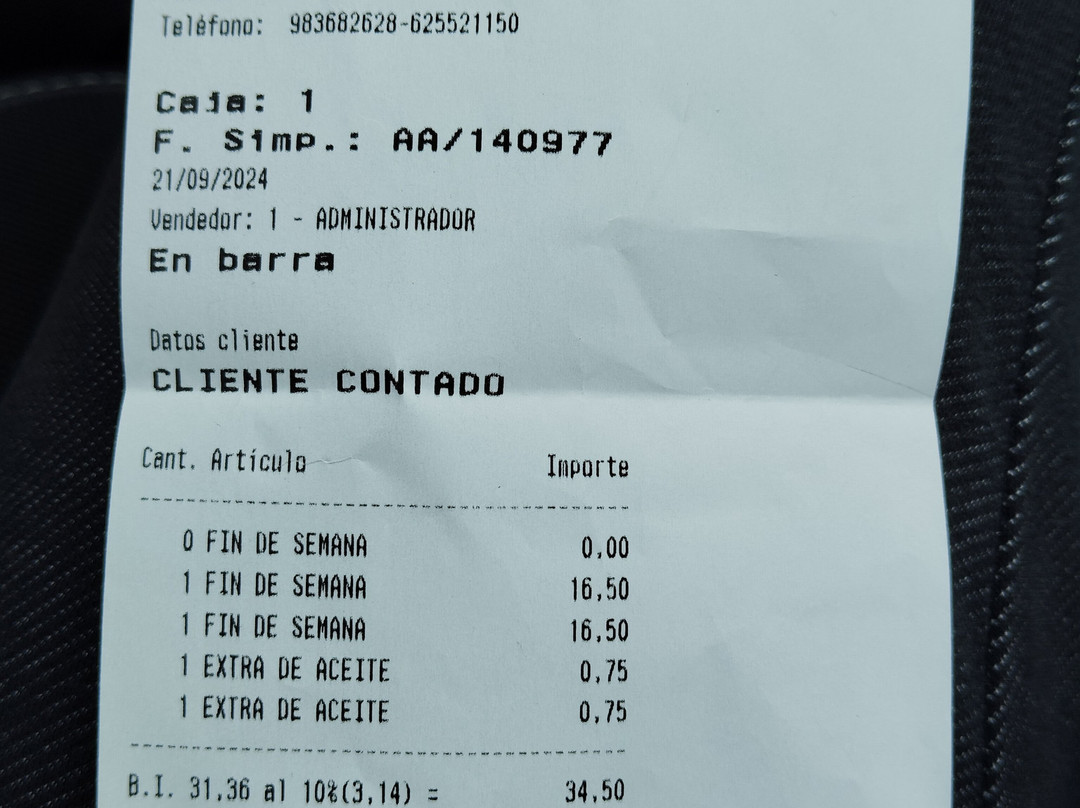 Teléfono: 983682628-625521150
Caja: 1
F. Simp.: AA/140977
21/09/2024
Vendedor: 1 - ADMINISTRADOR
En barra
Datos cliente
CLIENTE CONTADO
Cant. Artículo Importe
0 FIN DE SEMANA 0,00
1 FIN DE SEMANA 16,50
1 FIN DE SEMANA 16,50
1 EXTRA DE ACEITE 0,75
1 EXTRA DE ACEITE 0,75
B.I. 31,36 al 10%(3,14) = 34,50